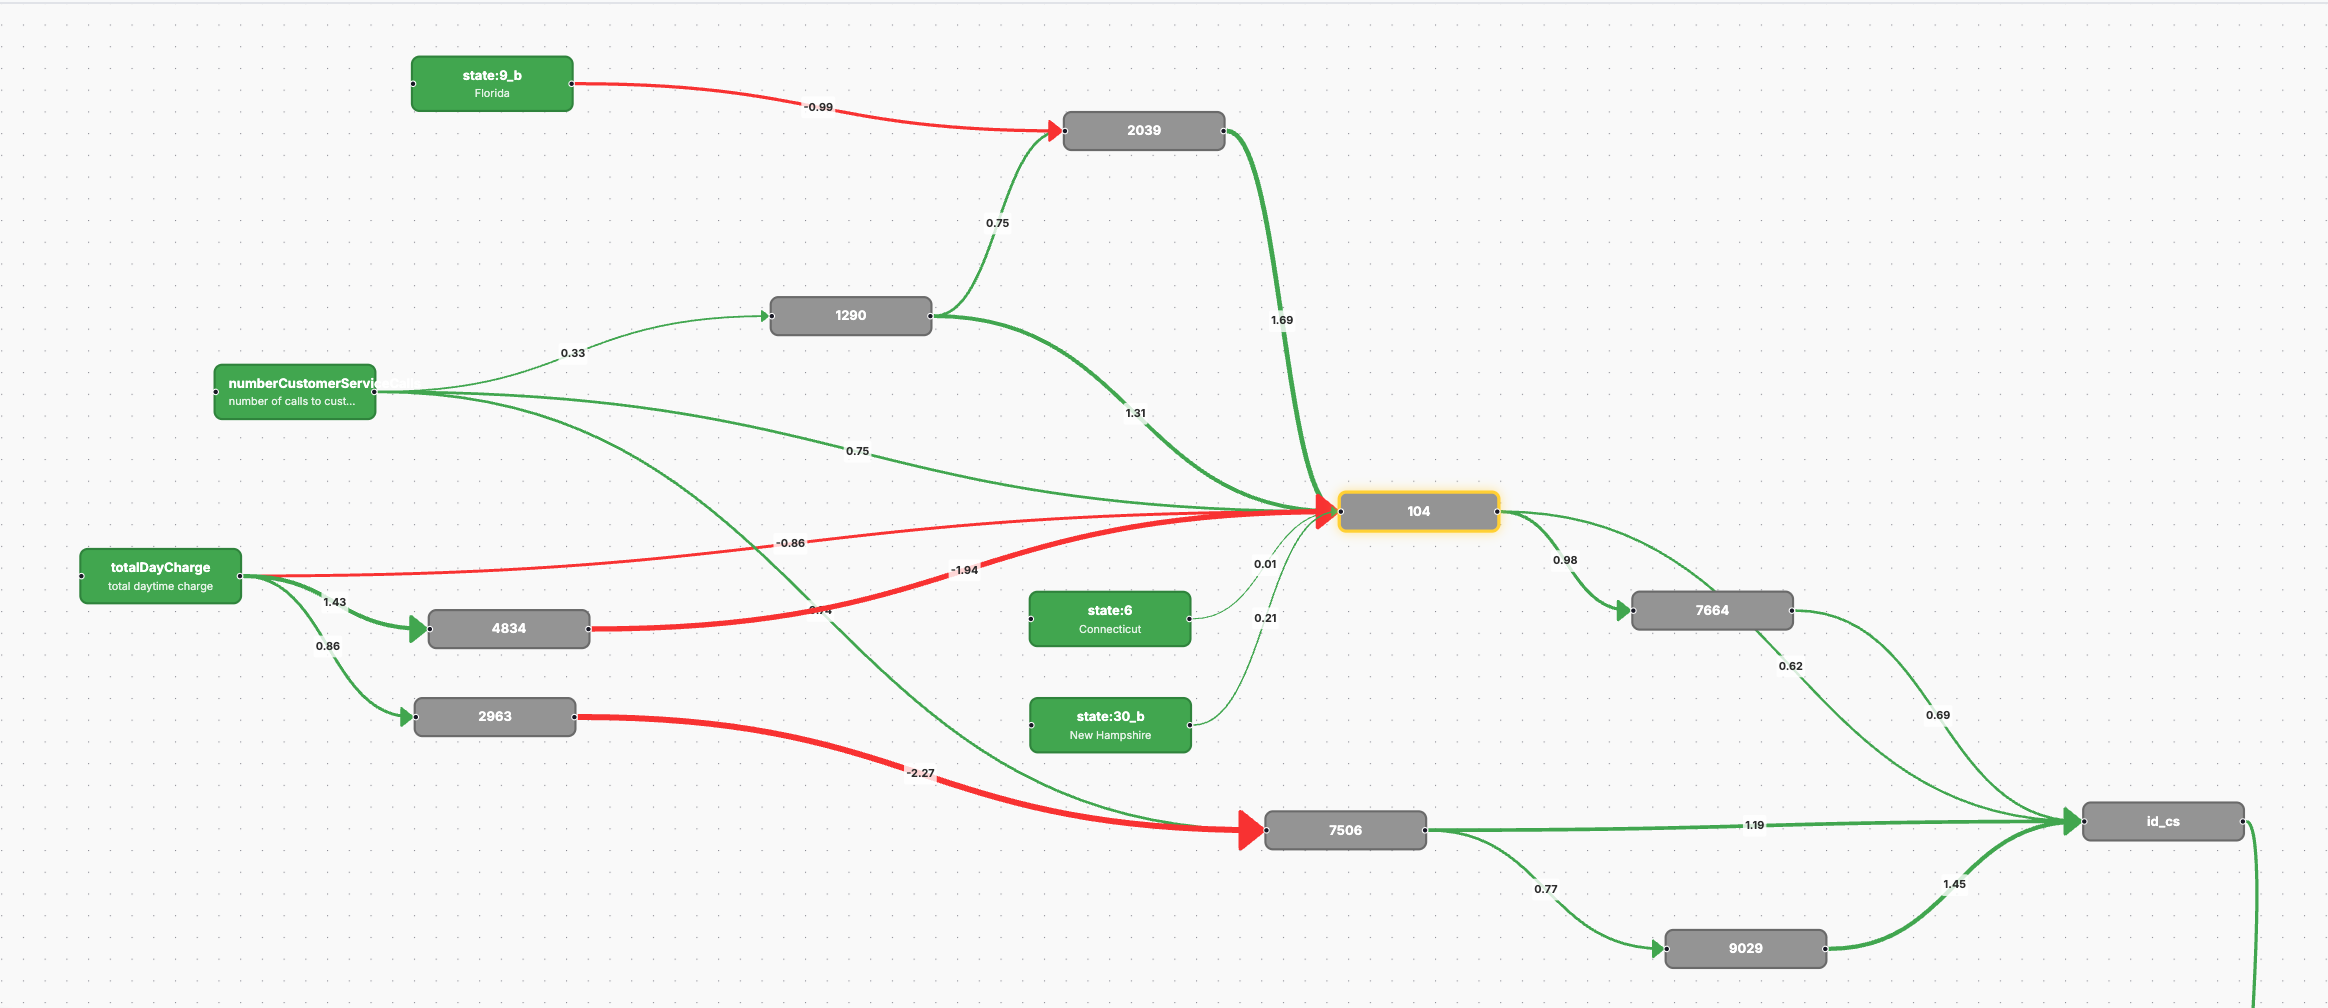 state:9_b
Florida
-0.99
2039
0.75
1290
1.69
0.33
numberCustomerServi
number of calls to cust...
1.31
0.75
104
-0.86
0.98
totalDayCharge
total daytime charge
-1.94
0.01
1.43
state:6
Connecticut
7664
4834
0.21
0.86
0.62
2963
state:30_b
New Hampshire
0.69
-2.27
7506
1.19
id_cs
0.77
1.45
9029